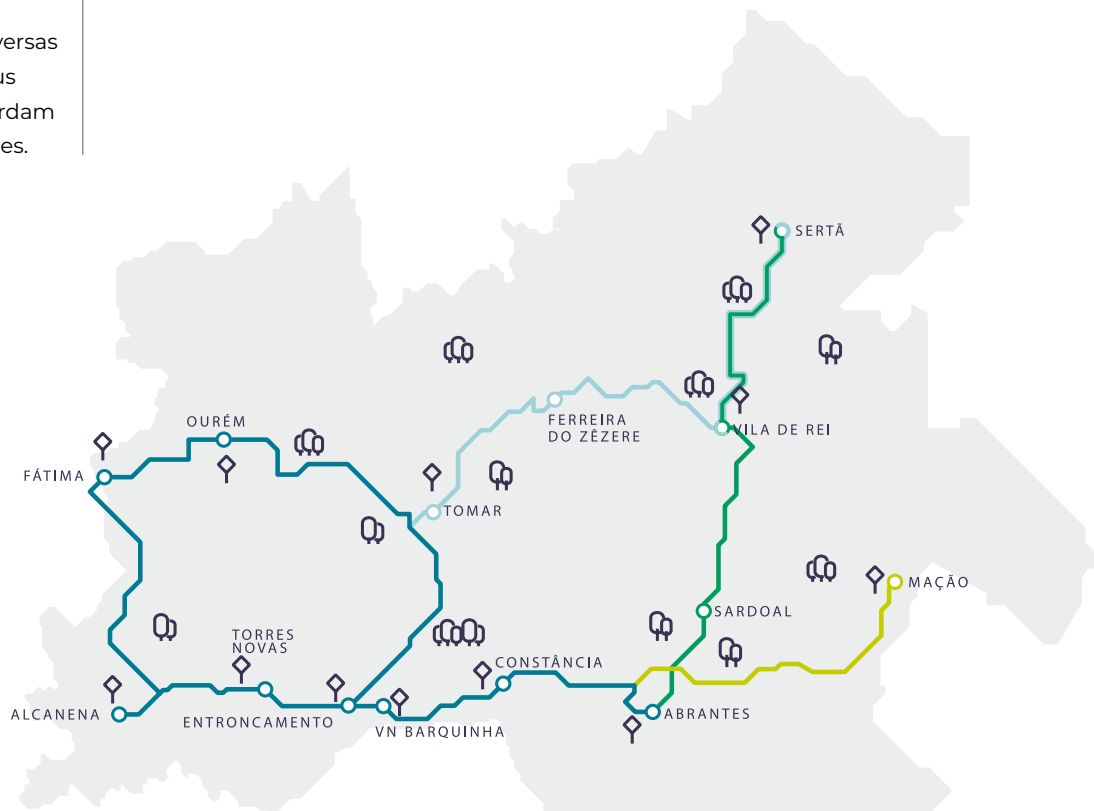 versas
us
rdam
es.
SERTÃ
OURÉM
FERREIRA
DO ZÊZERE
VILA DE REI
FÁTIMA
TOMAR
MAÇÃO
SARDOAL
TORRES
NOVAS
CONSTÂNCIA
ALCANENA
ENTRONCAMENTO
ABRANTES
VN BARQUINHA